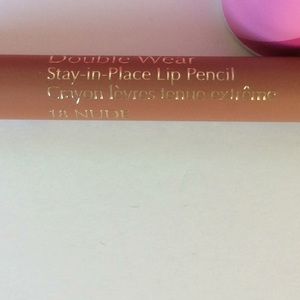 Double Wear
Stay-in-Place Lip Pencil
Crayon lèvres tenue extrême
18 NUDE